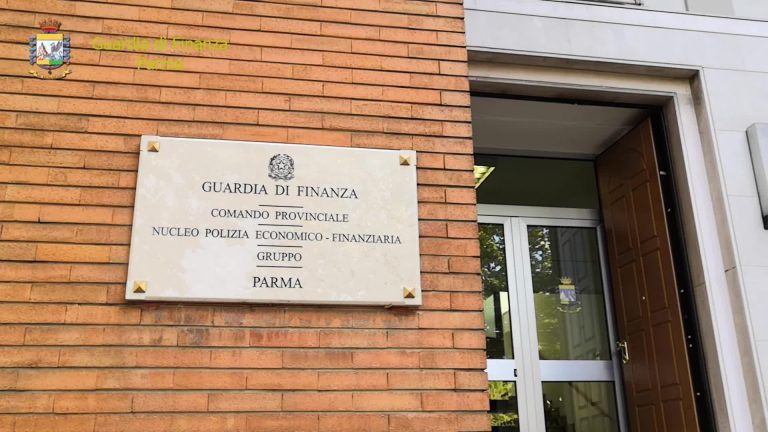 Guardia di Finanza
Parma
GUARDIA DI FINANZA
COMANDO PROVINCIALE
NUCLEO POLIZIA ECONOMICO - FINANZIARIA
GRUPPO
PARMA